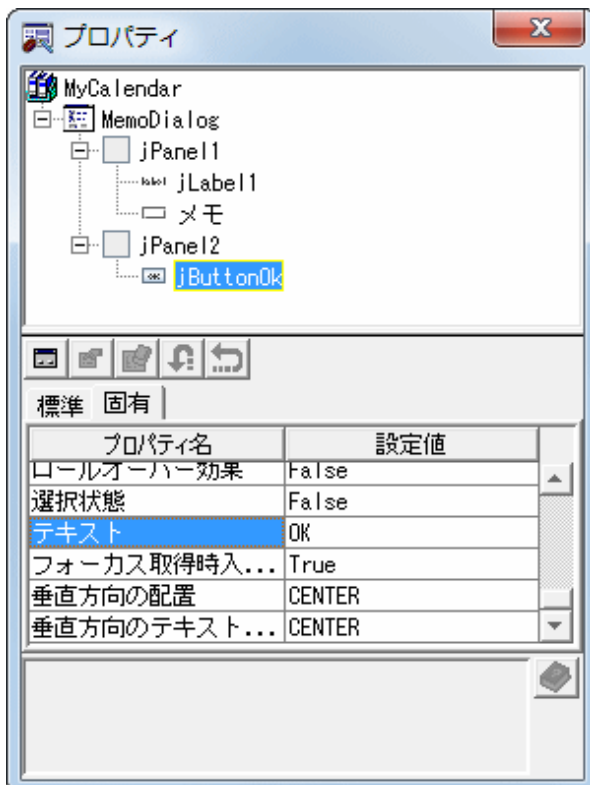 プロパティ
MyCalendar
MemoDialog
jPanel1
label jLabel1
メモ
jPanel2
OK jButtonOk
標準 固有
プロパティ名 設定値
ロールオーバー効果 False
選択状態 False
テキスト OK
フォーカス取得時入... True
垂直方向の配置 CENTER
垂直方向のテキスト... CENTER